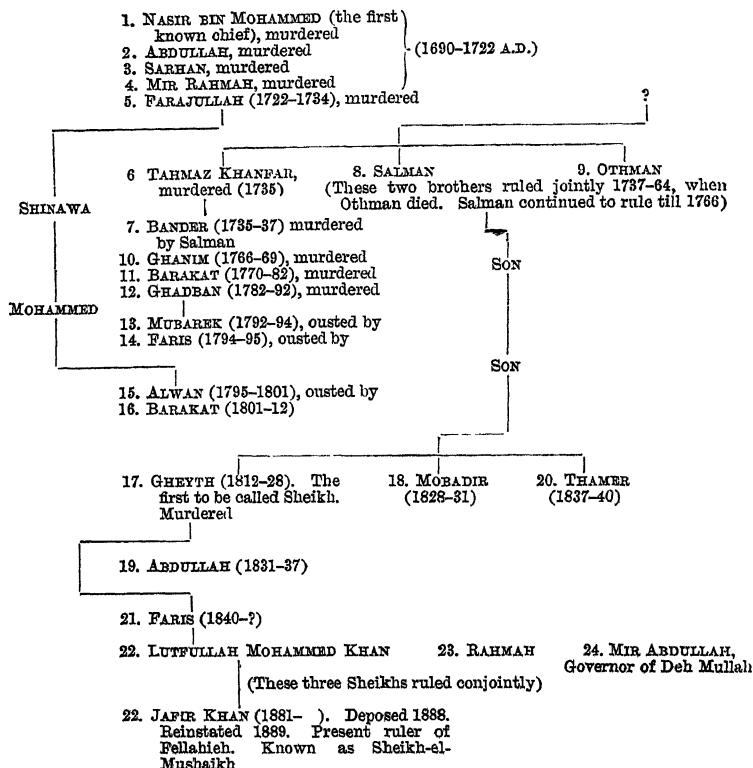 1. NASIR BIN MOHAMMED (the first
known chief), murdered
2. ABDULLAH, murdered
3. SARHAN, murdered
4. MIR RAHMAH, murdered
(1690–1722 A.D.)
5. FARAJULLAH (1722–1734), murdered
?
6 TAHMAZ KHANFAR,
murdered (1735)
8. SALMAN
9. OTHMAN
(These two brothers ruled jointly 1737–64, when
Othman died. Salman continued to rule till 1766)
SHINAWA
7. BANDER (1735–37) murdered
by Salman
10. GHANIM (1766–69), murdered
11. BARAKAT (1770–82), murdered
12. GHADBAN (1782–92), murdered
SON
MOHAMMED
13. MUBAREK (1792–94), ousted by
14. FARIS (1794–95), ousted by
SON
15. ALWAN (1795–1801), ousted by
16. BARAKAT (1801–12)
17. GHEYTH (1812–28). The
first to be called Sheikh.
Murdered
18. MOBADIR
(1828–31)
20. THAMER
(1837–40)
19. ABDULLAH (1831–37)
21. FARIS (1840–?)
22. LUTFULLAH MOHAMMED KHAN
23. RAHMAH
24. MIR ABDULLAH,
Governor of Deh Mullah
(These three Sheikhs ruled conjointly)
22. JAFIR KHAN (1881– ). Deposed 1888.
Reinstated 1889. Present ruler of
Fellahieh. Known as Sheikh-el-
Mushaikh